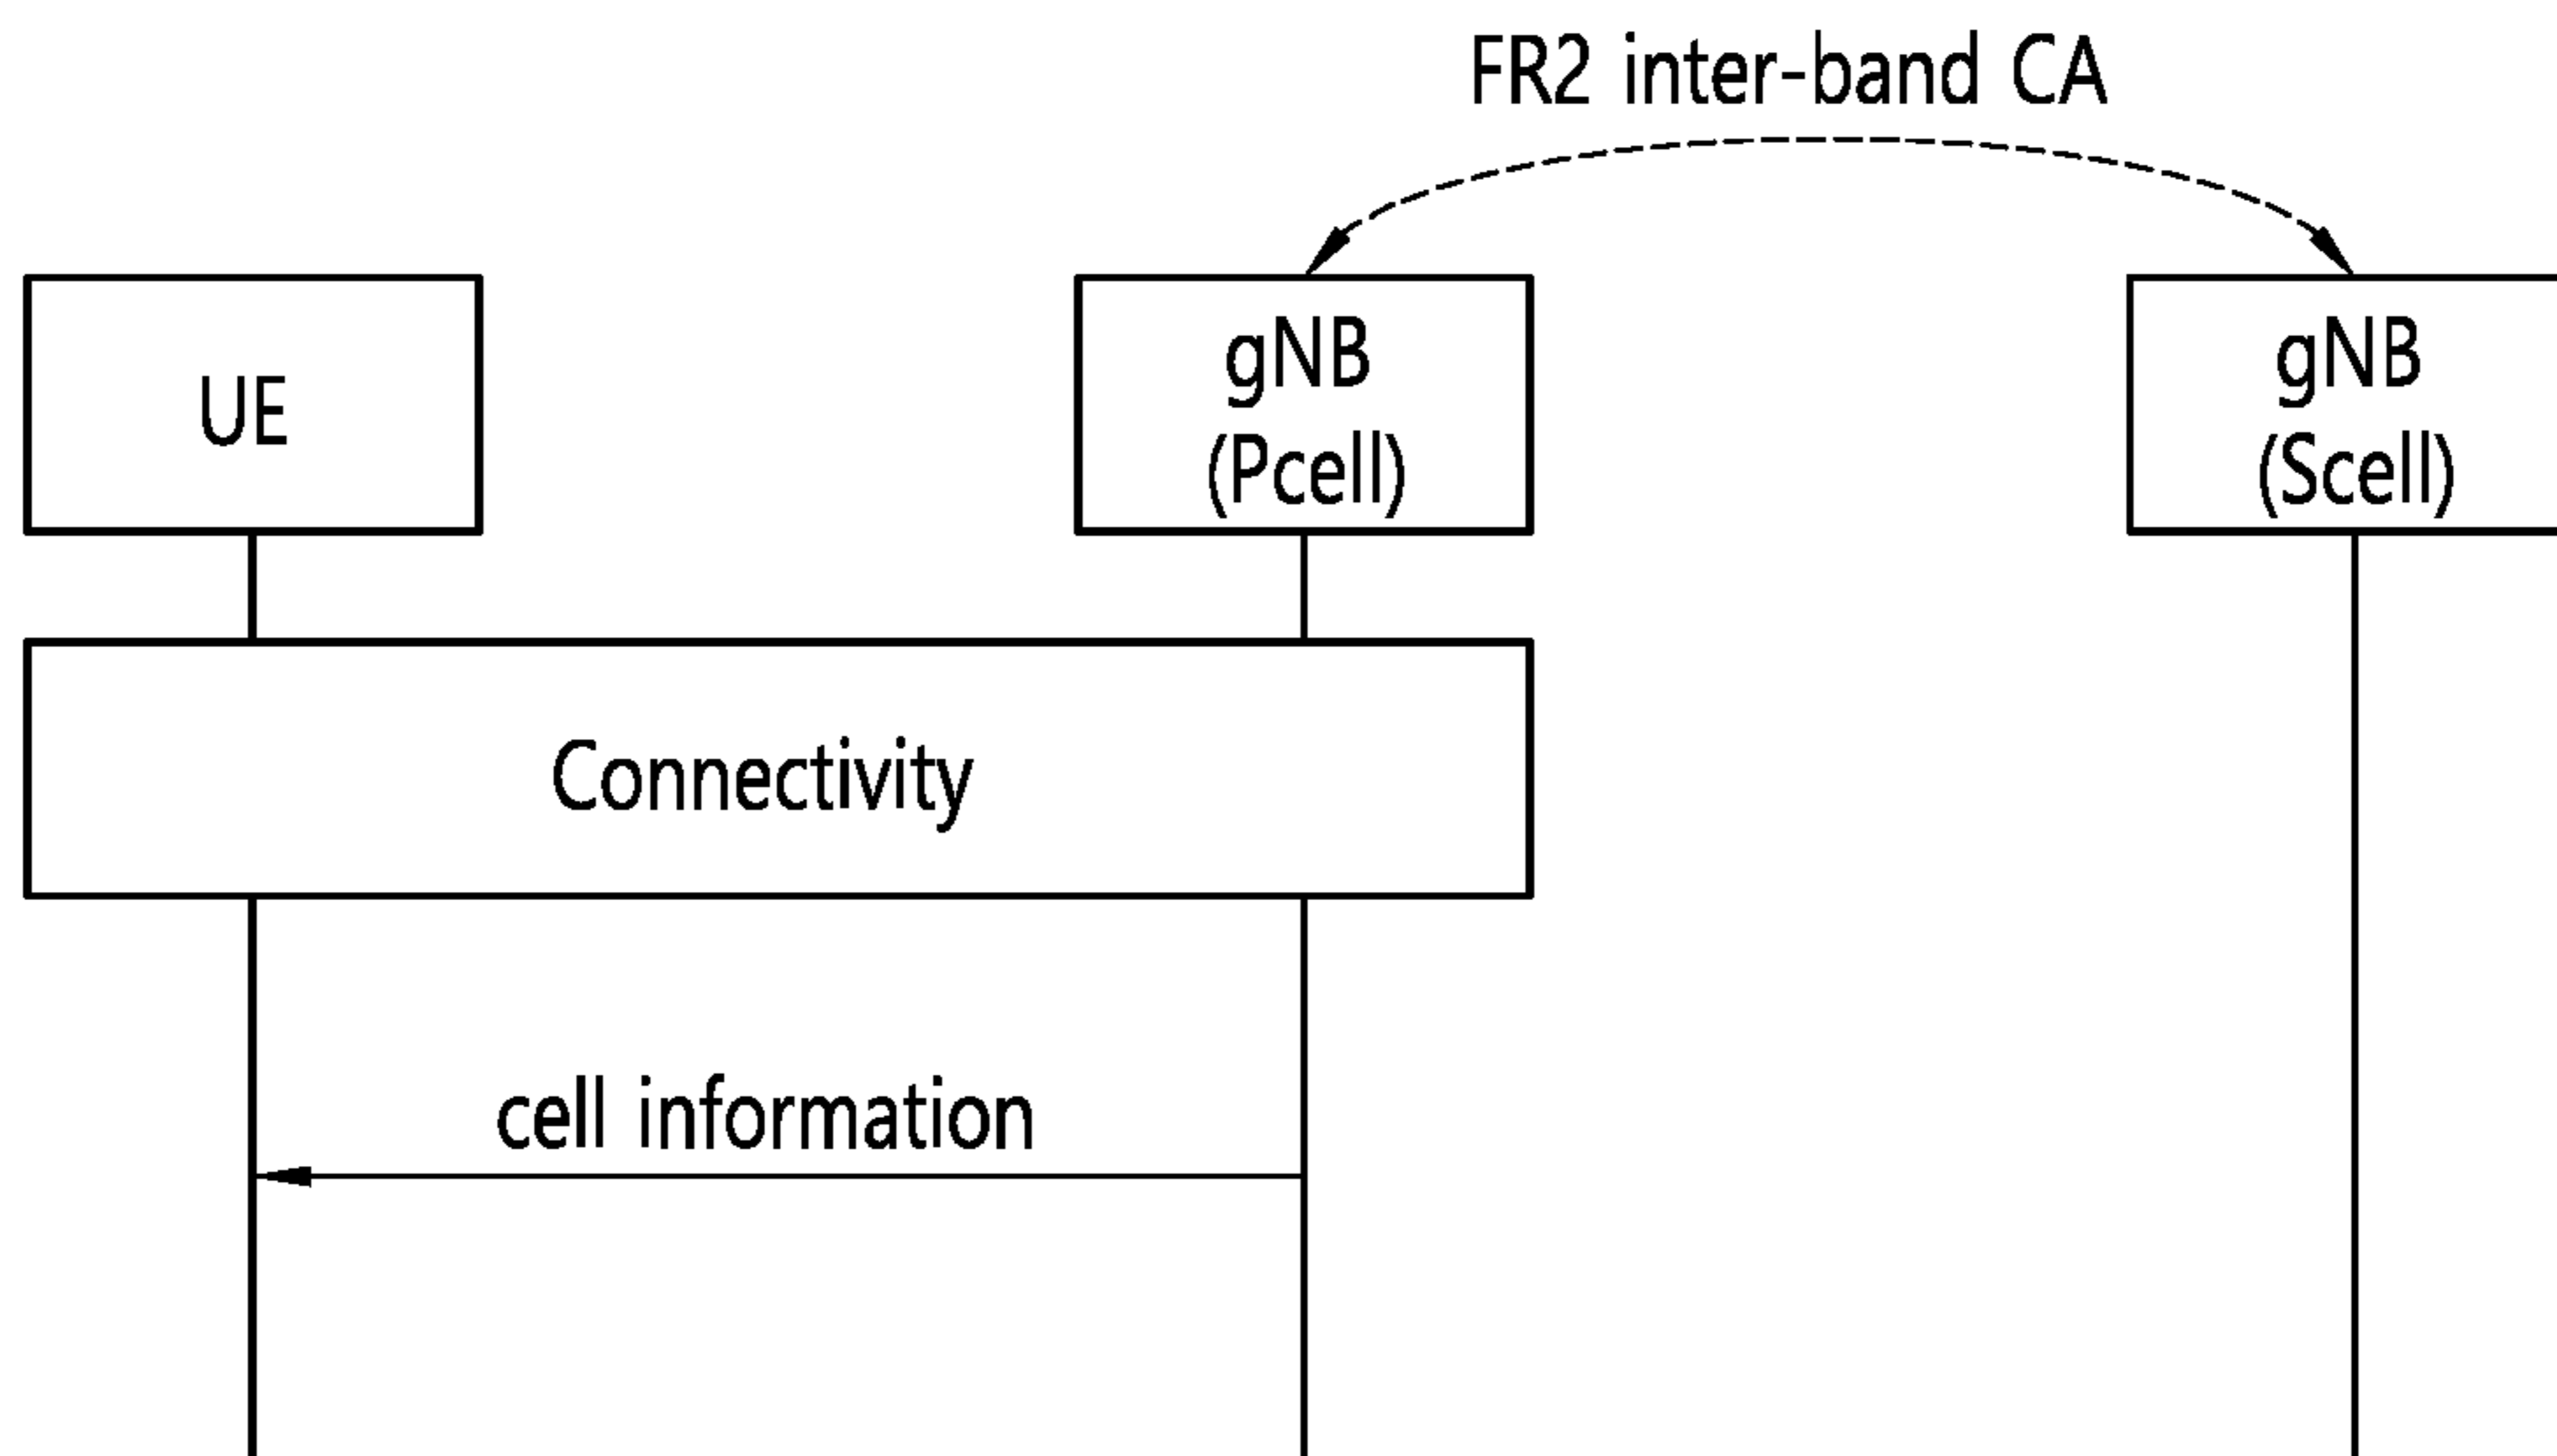 FR2 inter-band CA
UE
gNB
(Pcell)
gNB
(Scell)
Connectivity
cell information